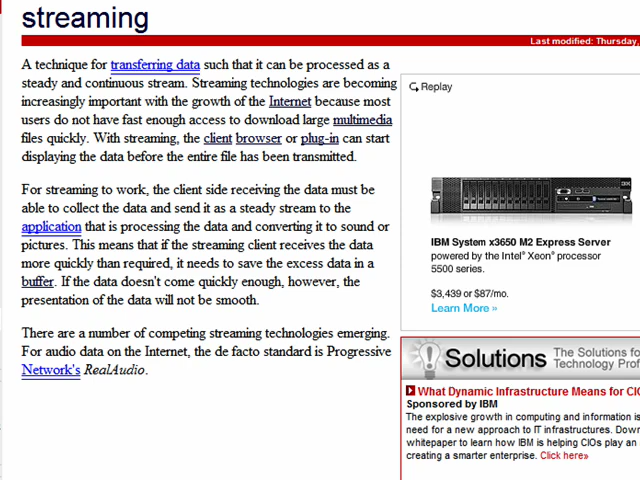 streaming
Last modified: Thursday,
A technique for transferring data such that it can be processed as a
steady and continuous stream. Streaming technologies are becoming
increasingly important with the growth of the Internet because most
users do not have fast enough access to download large multimedia
files quickly. With streaming, the client browser or plug-in can start
displaying the data before the entire file has been transmitted.
For streaming to work, the client side receiving the data must be
able to collect the data and send it as a steady stream to the
application that is processing the data and converting it to sound or
pictures. This means that if the streaming client receives the data
more quickly than required, it needs to save the excess data in a
buffer. If the data doesn't come quickly enough, however, the
presentation of the data will not be smooth.
There are a number of competing streaming technologies emerging.
For audio data on the Internet, the de facto standard is Progressive
Network's RealAudio.
Replay
IBM
IBM System x3650 M2 Express Server
powered by the Intel® Xeon® processor
5500 series.
$3,439 or $87/mo.
Learn More »
Solutions
The Solutions fo
Technology Prof
What Dynamic Infrastructure Means for CIO
Sponsored by IBM
The explosive growth in computing and information is
need for a new approach to IT infrastructures. Down
whitepaper to learn how IBM is helping CIOs play an
creating a smarter enterprise. Click here»